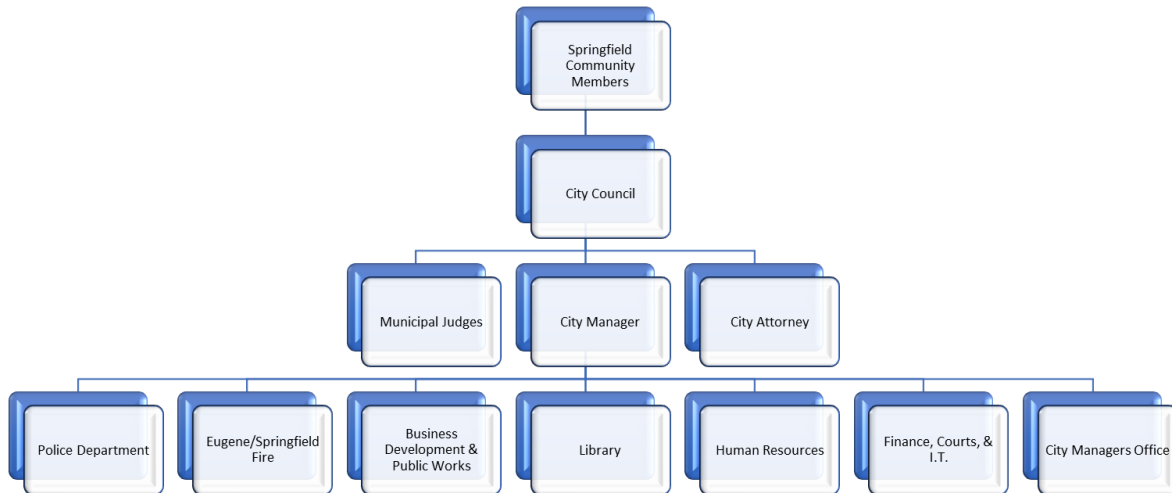 Springfield
Community
Members
City Council
Municipal Judges
City Manager
City Attorney
Police Department
Eugene/Springfield
Fire
Business
Development &
Public Works
Library
Human Resources
Finance, Courts, &
I.T.
City Managers Office